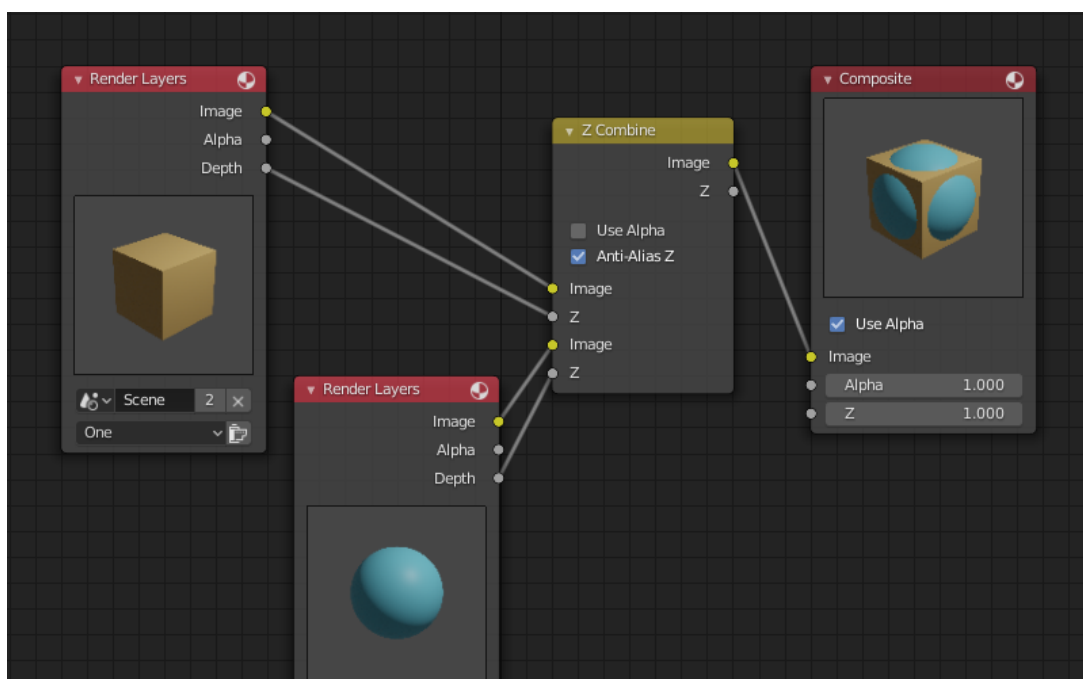 Render Layers
Image
Alpha
Depth
Scene 2
One
Render Layers
Image
Alpha
Depth
Z Combine
Image
Z
Use Alpha
Anti-Alias Z
Image
Z
Image
Z
Composite
Use Alpha
Image
Alpha 1.000
Z 1.000